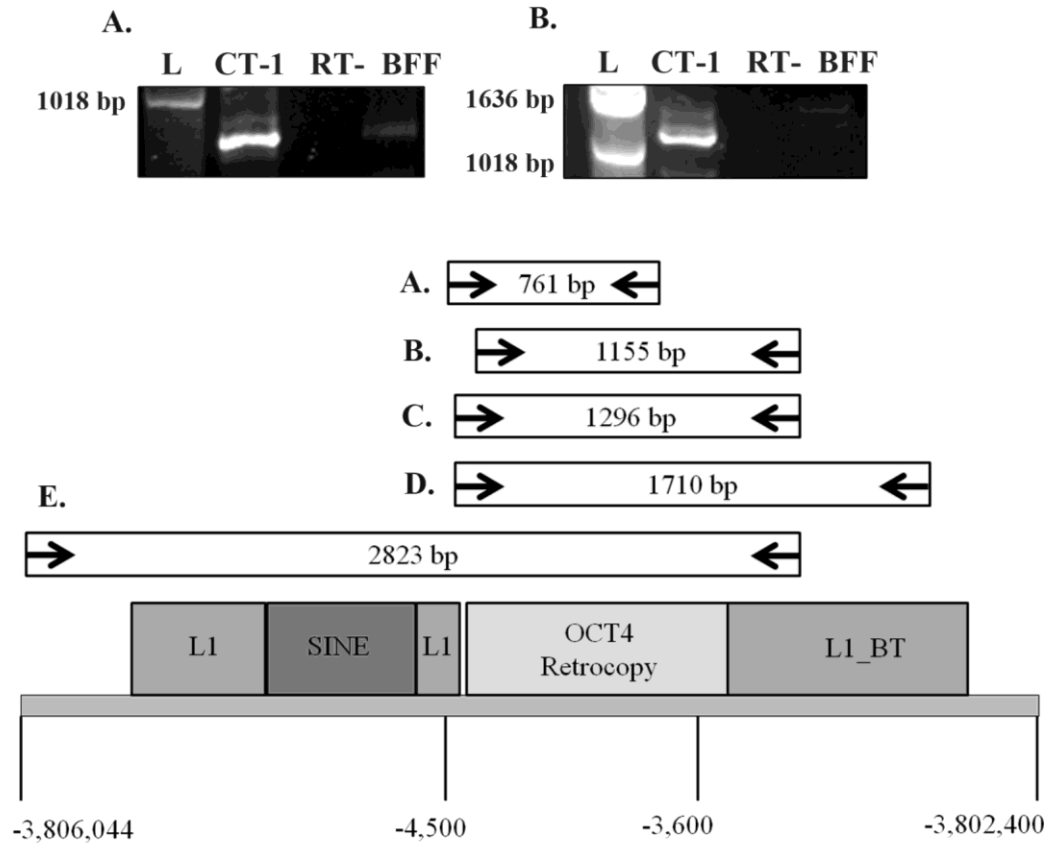 A.
L CT-1 RT- BFF
1018 bp
B.
L CT-1 RT- BFF
1636 bp
1018 bp
A. 761 bp
B. 1155 bp
C. 1296 bp
D. 1710 bp
E.
2823 bp
L1 SINE L1 OCT4 Retrocopy L1_BT
-3,806,044 -4,500 -3,600 -3,802,400